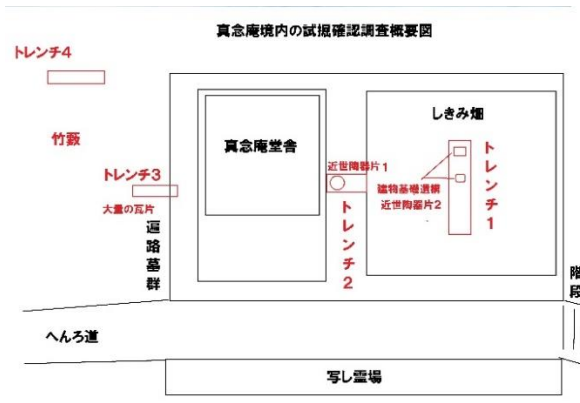 真念庵境内の試掘確認調査概要図
トレンチ4
しきみ畑
竹藪
真念庵堂舎
トレンチ1
近世陶器片1
トレンチ3
建物基礎遺構
大量の瓦片
近世陶器片2
トレンチ2
遍路墓群
階段
へんろ道
写し霊場